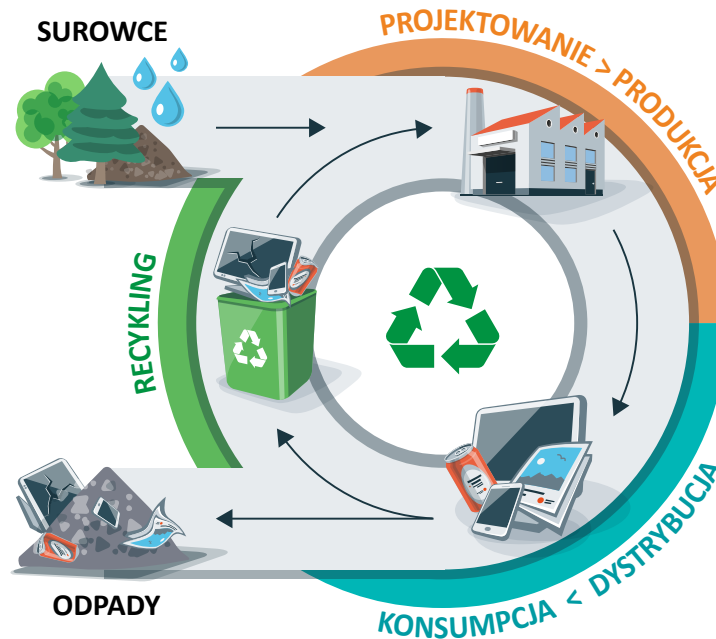 SUROWCE
PROJEKTOWANIE > PRODUKCJA
RECYKLING
KONSUMPCJA < DYSTRYBUCJA
ODPADY